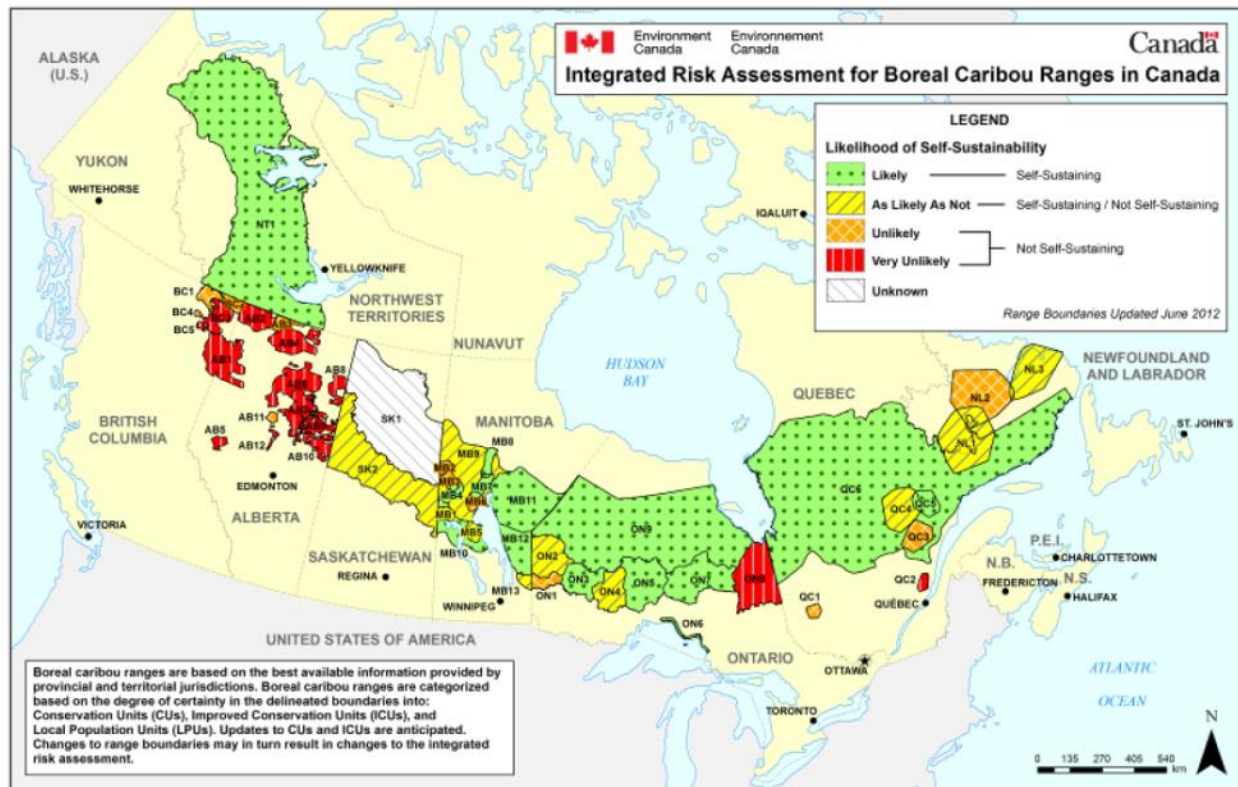 Environment
Canada
Environnement
Canada
Canada
Integrated Risk Assessment for Boreal Caribou Ranges in Canada
LEGEND
Likelihood of Self-Sustainability
Likely
Self-Sustaining
As Likely As Not
Self-Sustaining / Not Self-Sustaining
Unlikely
Not Self-Sustaining
Very Unlikely
Unknown
Range Boundaries Updated June 2012
ALASKA
(U.S.)
YUKON
WHITEHORSE
IQALUIT
NT1
YELLOWKNIFE
NORTHWEST
TERRITORIES
NUNAVUT
BC1
BC4
BC5
AB2
AB4
AB1
AB8
AB11
AB5
AB12
AB10
BRITISH
COLUMBIA
EDMONTON
ALBERTA
VICTORIA
SK1
SK2
SASKATCHEWAN
REGINA
MANITOBA
MB8
MB9
MB2
MB3
MB7
MB4
MB6
MB1
MB5
MB10
MB11
MB12
MB13
WINNIPEG
HUDSON
BAY
ON9
ON2
ON1
ON3
ON4
ON5
ON7
ON8
ON6
ONTARIO
OTTAWA
TORONTO
QUEBEC
QC6
QC4
QC5
QC3
QC2
QC1
QUÉBEC
NL3
NL2
NL1
NEWFOUNDLAND
AND LABRADOR
ST. JOHN'S
P.E.I.
CHARLOTTETOWN
N.B.
FREDERICTON
N.S.
HALIFAX
UNITED STATES OF AMERICA
ATLANTIC
OCEAN
Boreal caribou ranges are based on the best available information provided by
provincial and territorial jurisdictions. Boreal caribou ranges are categorized
based on the degree of certainty in the delineated boundaries into:
Conservation Units (CUs), Improved Conservation Units (ICUs), and
Local Population Units (LPUs). Updates to CUs and ICUs are anticipated.
Changes to range boundaries may in turn result in changes to the integrated
risk assessment.
N
0 135 270 405 540
km